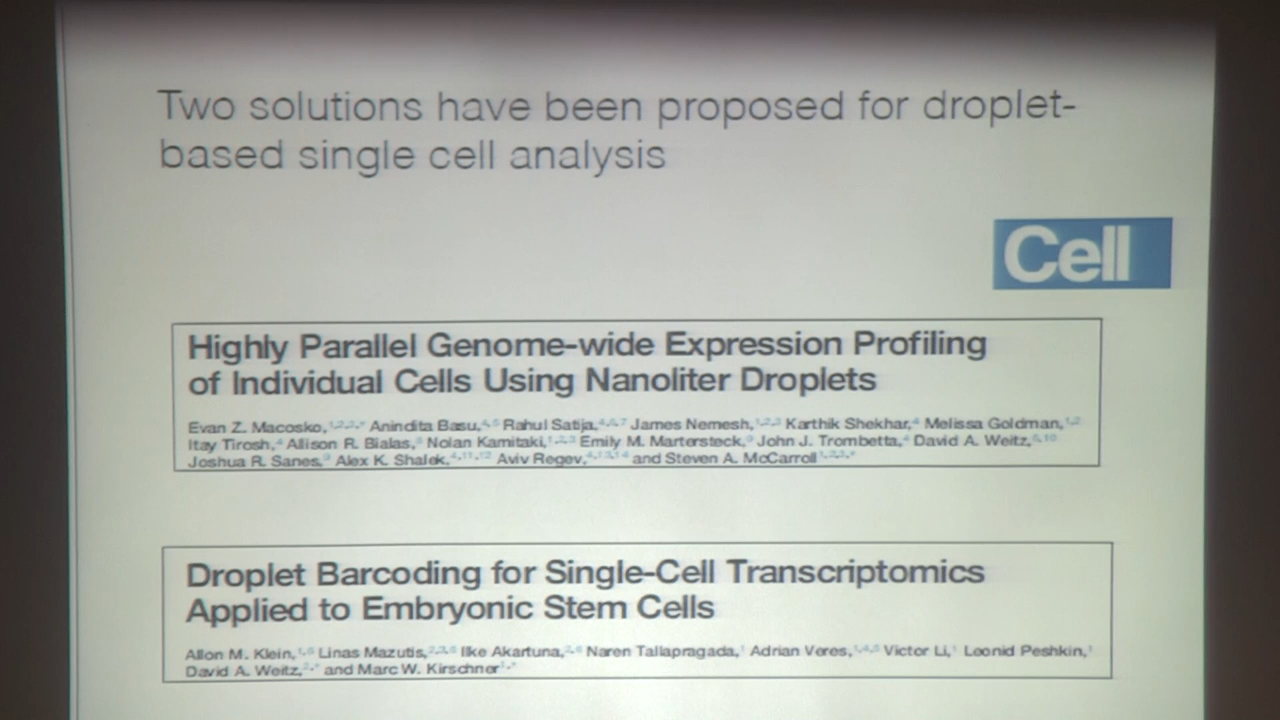 Two solutions have been proposed for droplet-
based single cell analysis
Cell
Highly Parallel Genome-wide Expression Profiling
of Individual Cells Using Nanoliter Droplets
Evan Z. Macosko, Anindita Basu, Rahul Satija, James Nemesh, Karthik Shekhar, Melissa Goldman,
Itay Tirosh, Allison R. Bialas, Nolan Kamitaki, Emily M. Martersteck, John J. Trombetta, David A. Weitz,
Joshua R. Sanes, Alex K. Shalek, Aviv Regev, and Steven A. McCarroll
Droplet Barcoding for Single-Cell Transcriptomics
Applied to Embryonic Stem Cells
Allon M. Klein, Linas Mazutis, Ilke Akartuna, Naren Tallapragada, Adrian Veres, Victor Li, Leonid Peshkin,
David A. Weitz, and Marc W. Kirschner